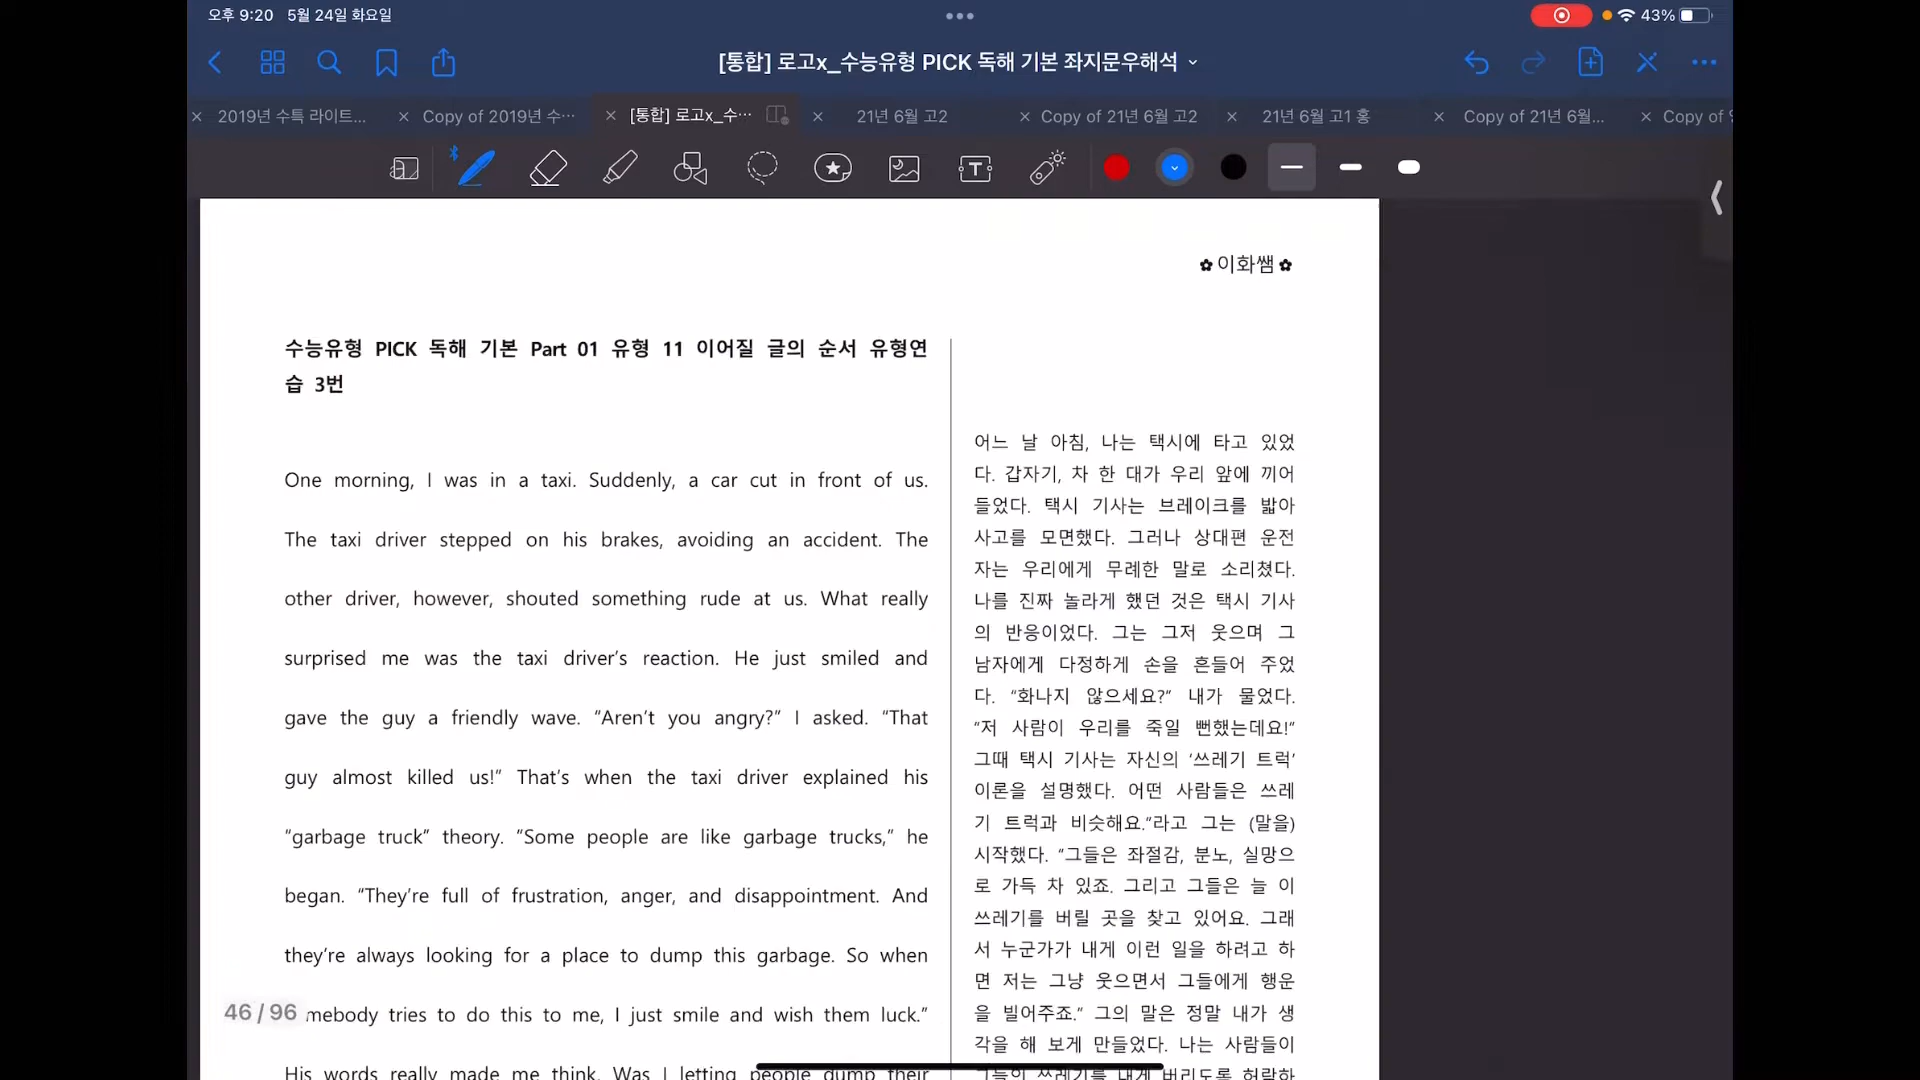 오후 9:20 5월 24일 화요일
43%
[통합] 로고x_수능유형 PICK 독해 기본 좌지문우해석
2019년 수특 라이트...
Copy of 2019년 수...
[통합] 로고x_수...
21년 6월 고2
Copy of 21년 6월 고2
21년 6월 고1 홍
Copy of 21년 6월...
Copy of
✿ 이화쌤 ✿
수능유형 PICK 독해 기본 Part 01 유형 11 이어질 글의 순서 유형연
습 3번
One morning, I was in a taxi. Suddenly, a car cut in front of us.
The taxi driver stepped on his brakes, avoiding an accident. The
other driver, however, shouted something rude at us. What really
surprised me was the taxi driver’s reaction. He just smiled and
gave the guy a friendly wave. “Aren’t you angry?” I asked. “That
guy almost killed us!” That’s when the taxi driver explained his
“garbage truck” theory. “Some people are like garbage trucks,” he
began. “They’re full of frustration, anger, and disappointment. And
they’re always looking for a place to dump this garbage. So when
mebody tries to do this to me, I just smile and wish them luck.”
His words really made me think. Was I letting people dump their
46 / 96
어느 날 아침, 나는 택시에 타고 있었
다. 갑자기, 차 한 대가 우리 앞에 끼어
들었다. 택시 기사는 브레이크를 밟아
사고를 모면했다. 그러나 상대편 운전
자는 우리에게 무례한 말로 소리쳤다.
나를 진짜 놀라게 했던 것은 택시 기사
의 반응이었다. 그는 그저 웃으며 그
남자에게 다정하게 손을 흔들어 주었
다. “화나지 않으세요?” 내가 물었다.
“저 사람이 우리를 죽일 뻔했는데요!”
그때 택시 기사는 자신의 ‘쓰레기 트럭’
이론을 설명했다. 어떤 사람들은 쓰레
기 트럭과 비슷해요.”라고 그는 (말을)
시작했다. “그들은 좌절감, 분노, 실망으
로 가득 차 있죠. 그리고 그들은 늘 이
쓰레기를 버릴 곳을 찾고 있어요. 그래
서 누군가가 내게 이런 일을 하려고 하
면 저는 그냥 웃으면서 그들에게 행운
을 빌어주죠.“ 그의 말은 정말 내가 생
각을 해 보게 만들었다. 나는 사람들이
그들의 쓰레기를 내게 버리도록 허락하